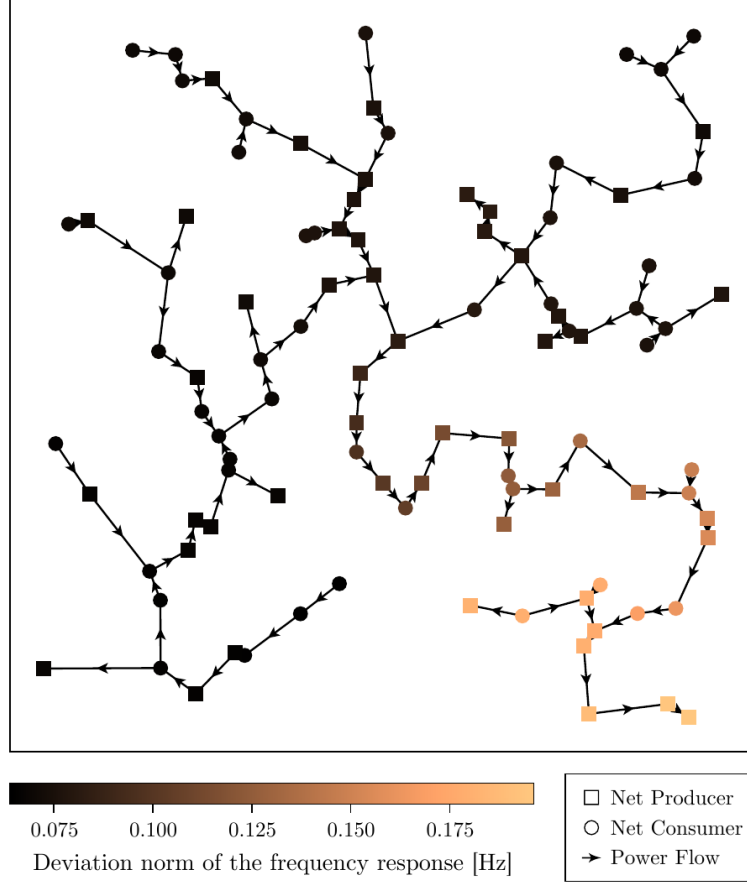 0.075 0.100 0.125 0.150 0.175
Deviation norm of the frequency response [Hz]
Net Producer
Net Consumer
Power Flow